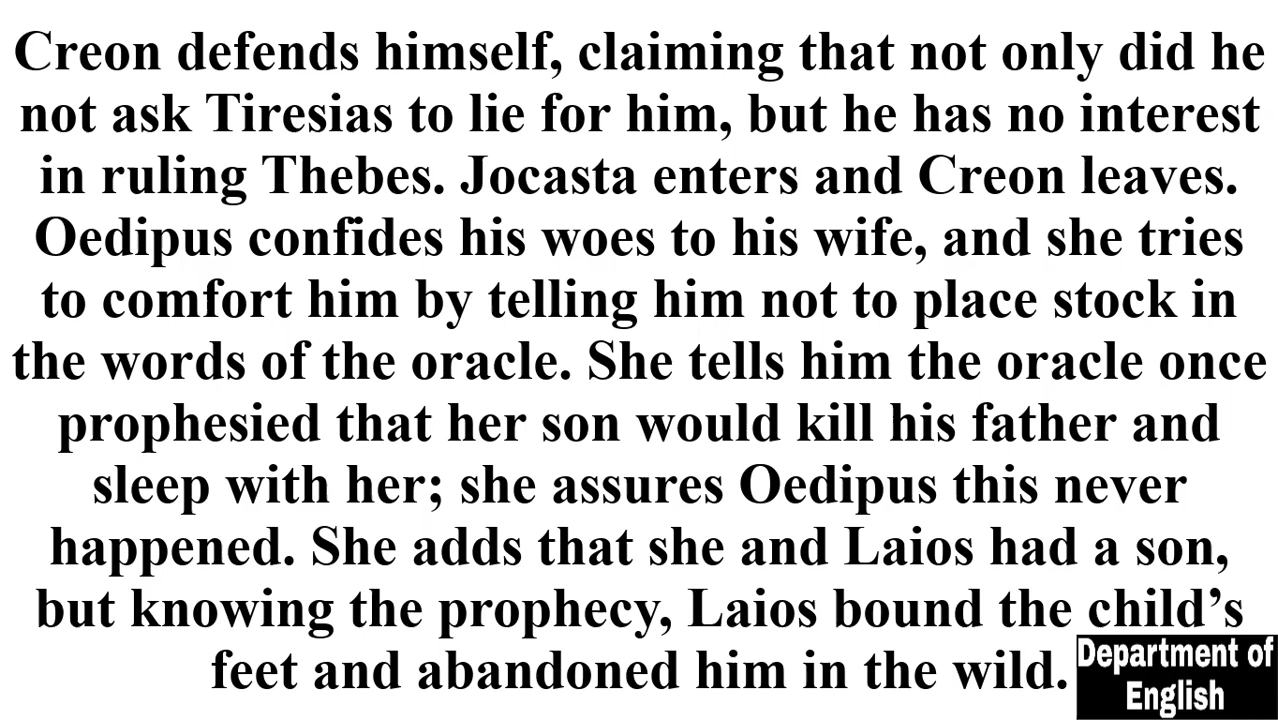 Creon defends himself, claiming that not only did he
not ask Tiresias to lie for him, but he has no interest
in ruling Thebes. Jocasta enters and Creon leaves.
Oedipus confides his woes to his wife, and she tries
to comfort him by telling him not to place stock in
the words of the oracle. She tells him the oracle once
prophesied that her son would kill his father and
sleep with her; she assures Oedipus this never
happened. She adds that she and Laios had a son,
but knowing the prophecy, Laios bound the child’s
feet and abandoned him in the wild.
Department of
English